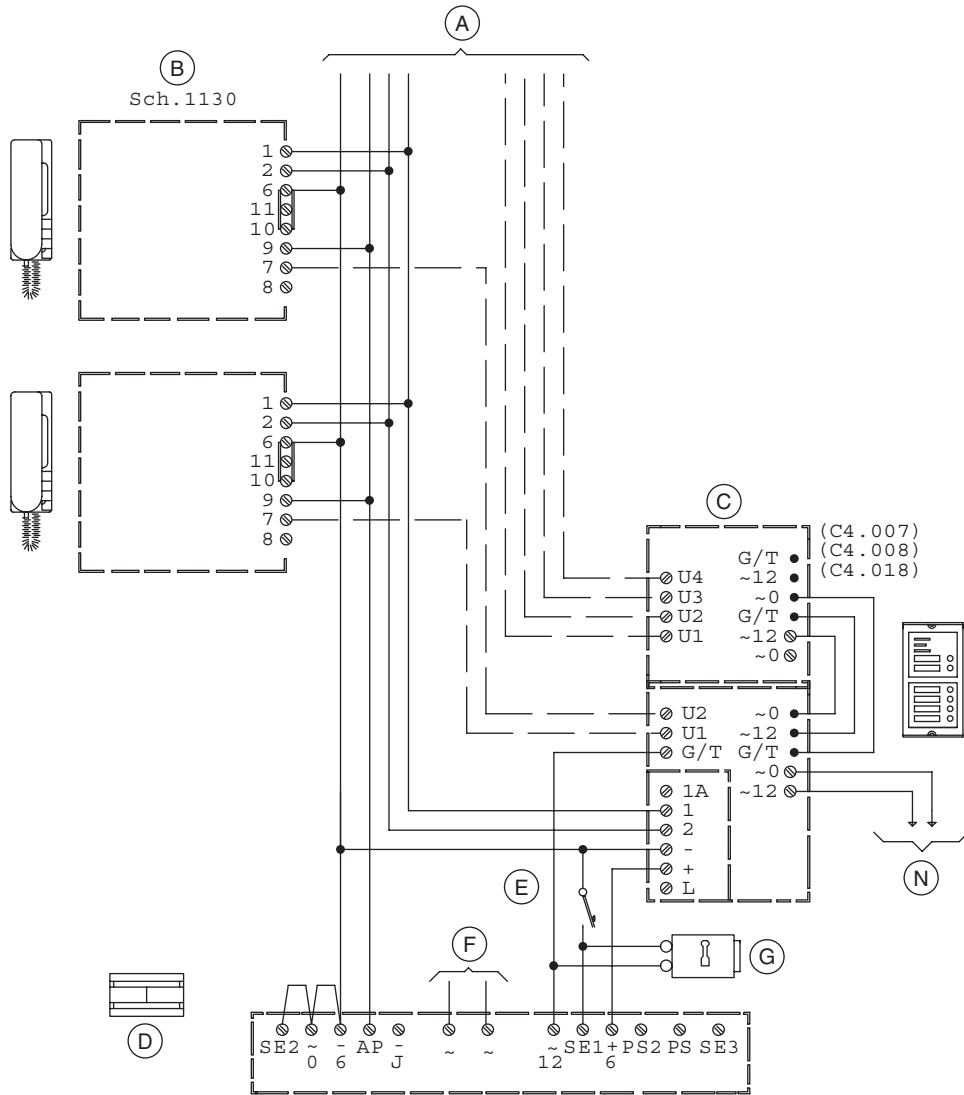 A
B
Sch.1130
1
2
6
11
10
9
7
8
1
2
6
11
10
9
7
8
C
(C4.007)
(C4.008)
(C4.018)
G/T
U4 ~12
U3 ~0
U2 G/T
U1 ~12
~0
U2 ~0
U1 ~12
G/T G/T
~0
1A ~12
1
2
-
+
L
E
N
F
G
D
SE2 ~ 0 - 6 AP - J ~ ~ ~ 12 SE1 + 6 PS2 PS SE3